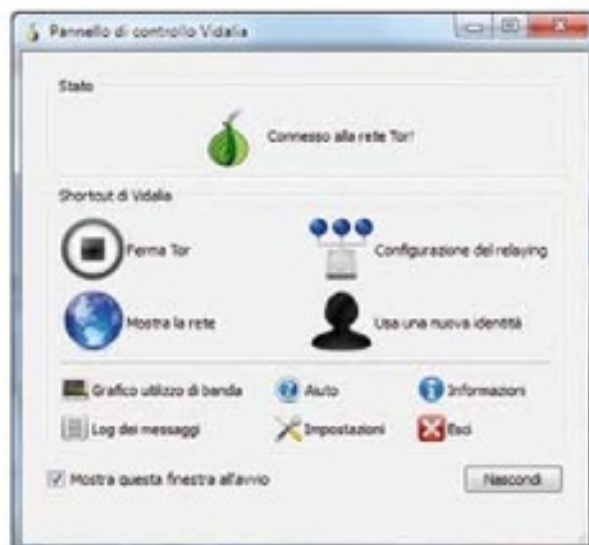 Pannello di controllo Vidalia
Stato
Connesso alla rete Tor!
Shortcut di Vidalia
Ferma Tor
Configurazione del relaying
Mostra la rete
Usa una nuova identità
Grafico utilizzo di banda
Aiuto
Informazioni
Log dei messaggi
Impostazioni
Esci
Mostra questa finestra all'avvio
Nascondi